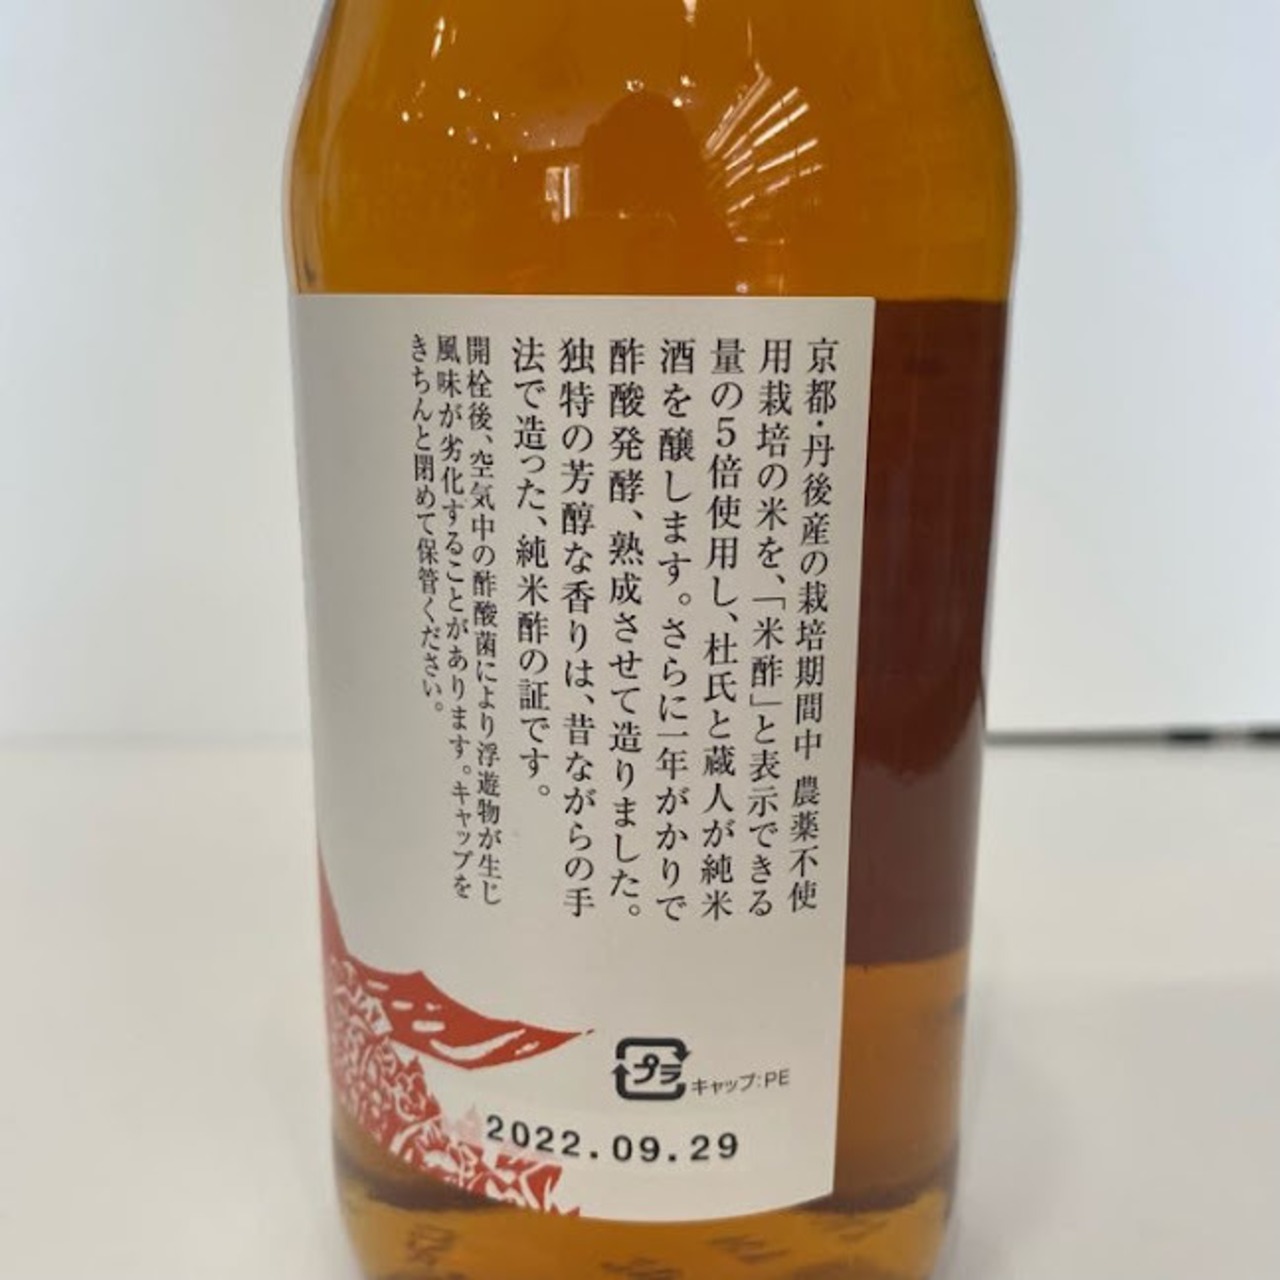 京都・丹後産の栽培期間中 農薬不使
用栽培の米を、「米酢」と表示できる
量の5倍使用し、杜氏と蔵人が純米
酒を醸します。さらに一年がかりで
酢酸発酵、熟成させて造りました。
独特の芳醇な香りは、昔ながらの手
法で造った、純米酢の証です。
開栓後、空気中の酢酸菌により浮遊物が生じ
風味が劣化することがあります。キャップを
きちんと閉めて保管ください。
プラ
キャップ:PE
2022.09.29